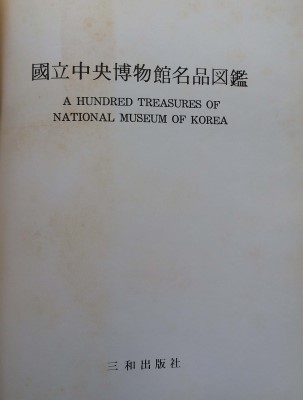 國立中央博物館名品図鑑
A HUNDRED TREASURES OF
NATIONAL MUSEUM OF KOREA
三和出版社